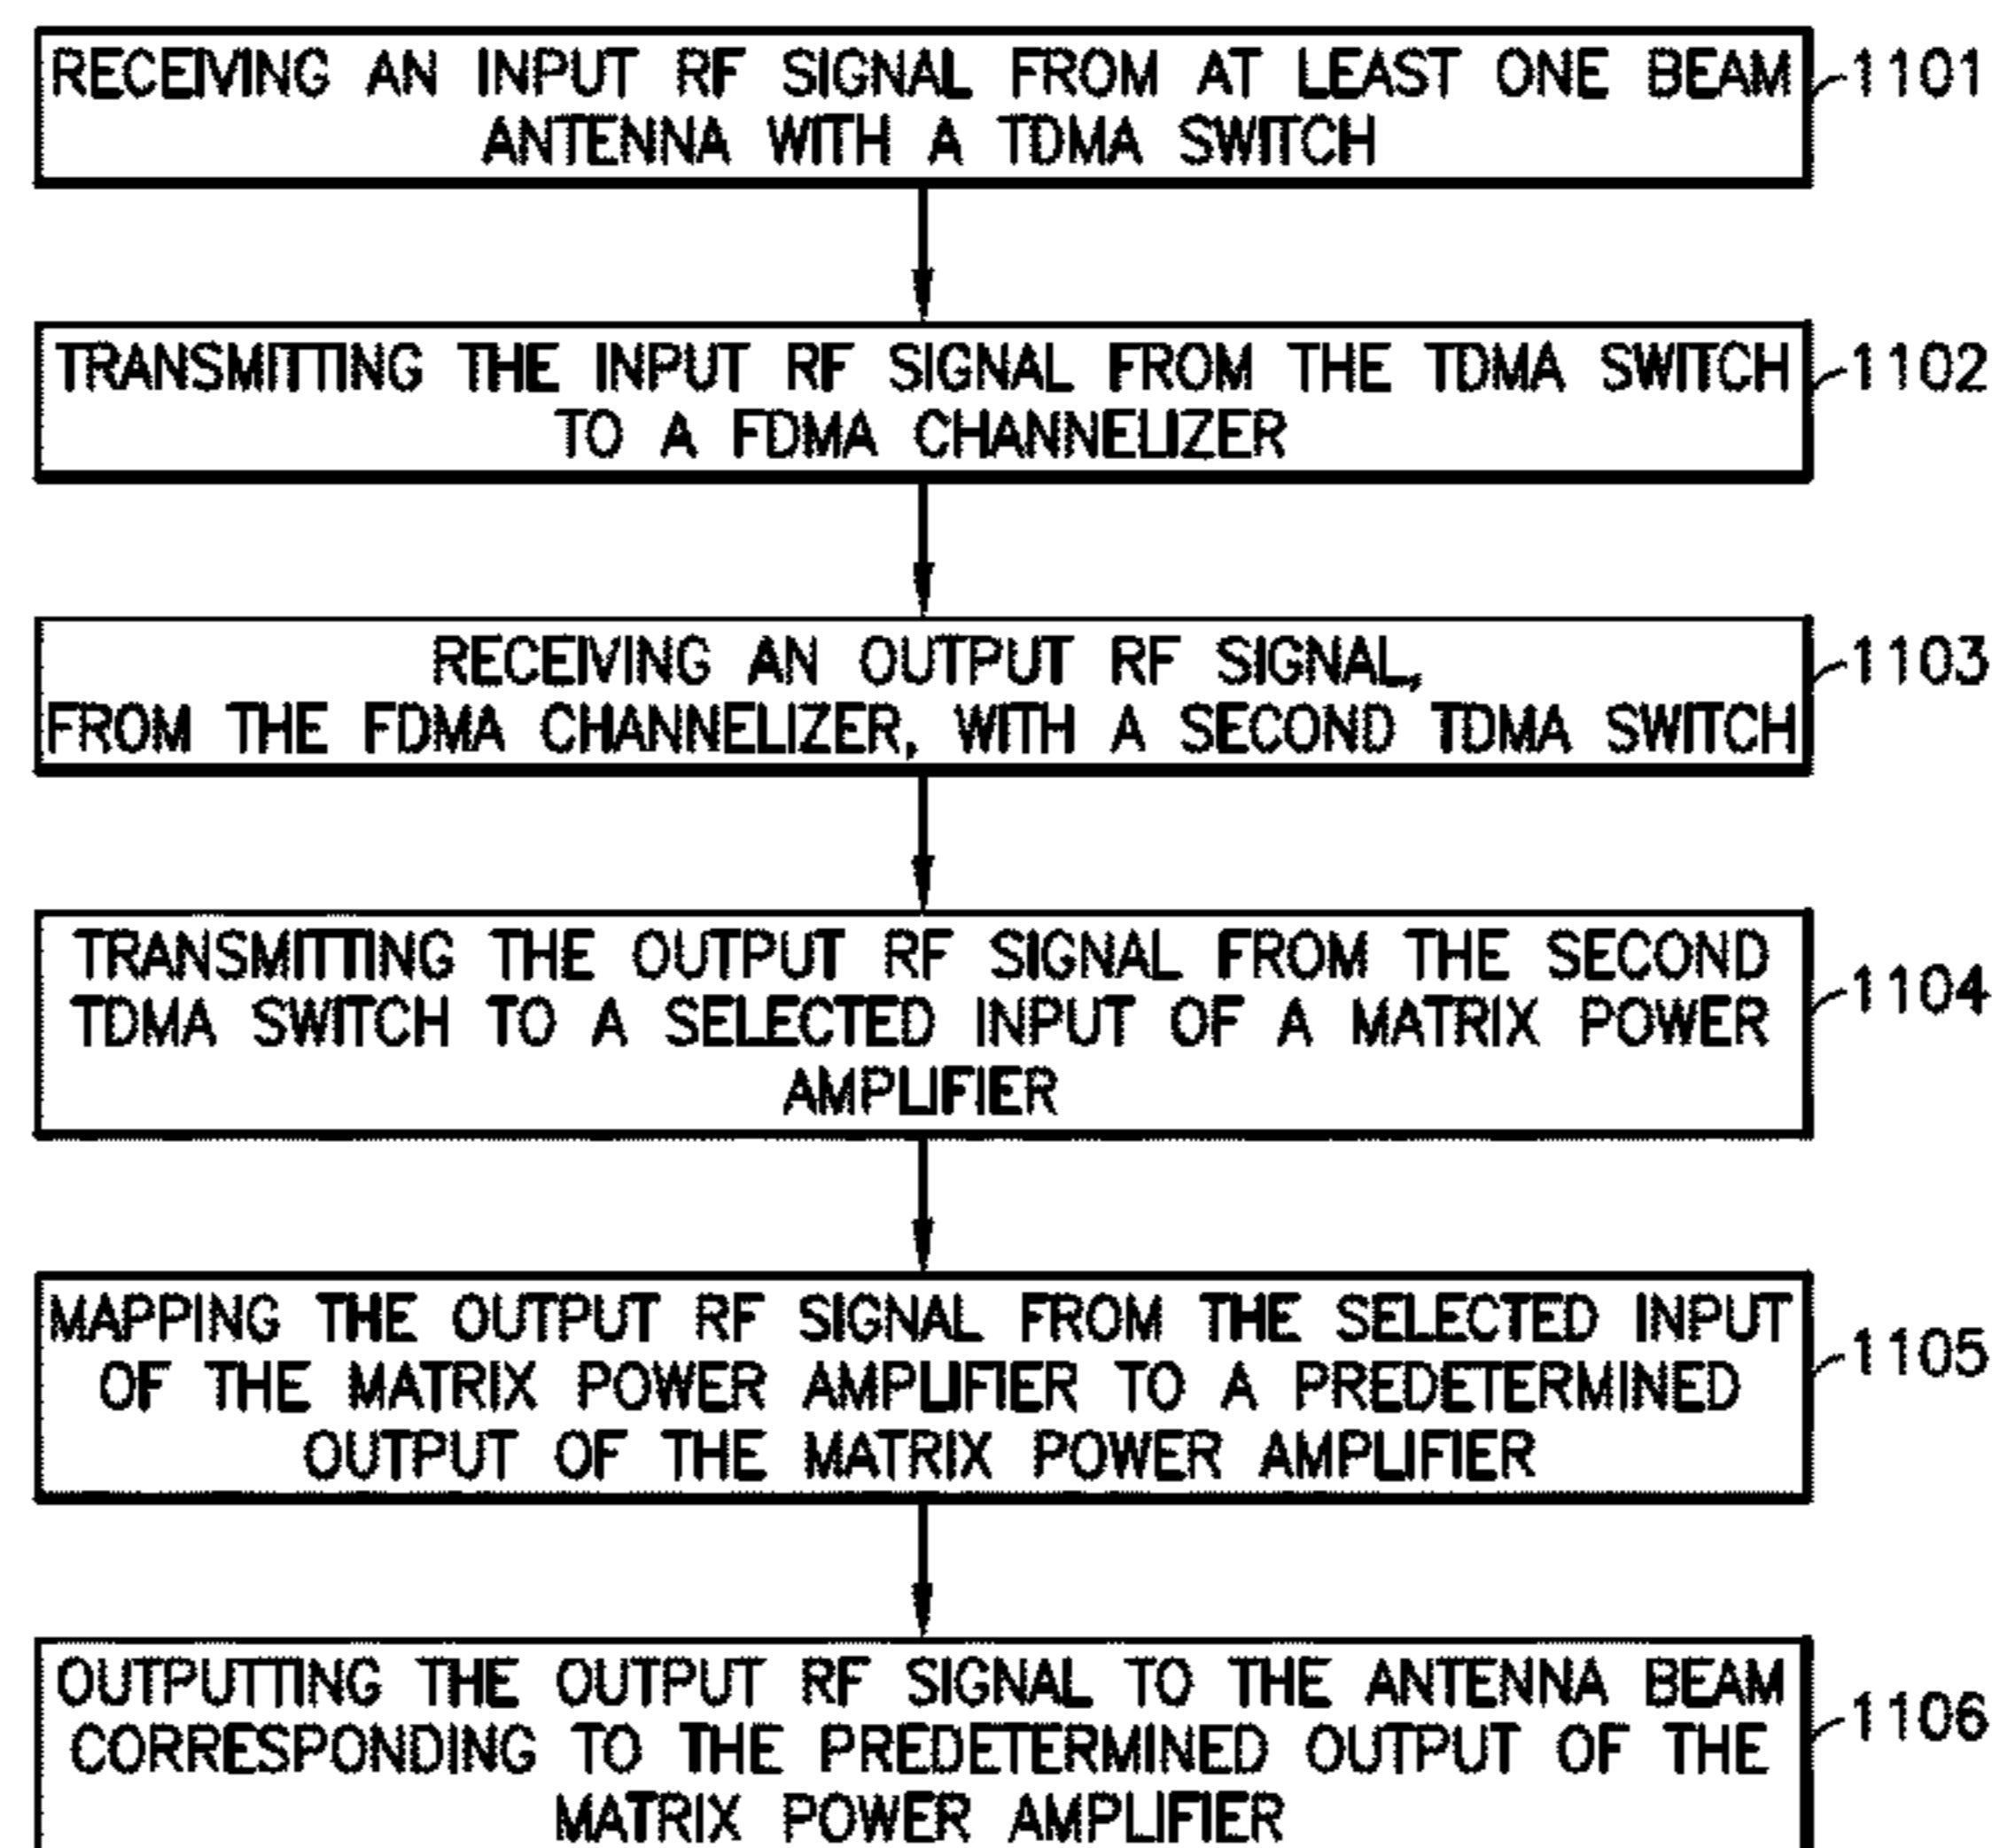 RECEIVING AN INPUT RF SIGNAL FROM AT LEAST ONE BEAM
ANTENNA WITH A TDMA SWITCH
1101
TRANSMITTING THE INPUT RF SIGNAL FROM THE TDMA SWITCH
TO A FDMA CHANNELIZER
1102
RECEIVING AN OUTPUT RF SIGNAL,
FROM THE FDMA CHANNELIZER, WITH A SECOND TDMA SWITCH
1103
TRANSMITTING THE OUTPUT RF SIGNAL FROM THE SECOND
TDMA SWITCH TO A SELECTED INPUT OF A MATRIX POWER
AMPLIFIER
1104
MAPPING THE OUTPUT RF SIGNAL FROM THE SELECTED INPUT
OF THE MATRIX POWER AMPLIFIER TO A PREDETERMINED
OUTPUT OF THE MATRIX POWER AMPLIFIER
1105
OUTPUTTING THE OUTPUT RF SIGNAL TO THE ANTENNA BEAM
CORRESPONDING TO THE PREDETERMINED OUTPUT OF THE
MATRIX POWER AMPLIFIER
1106